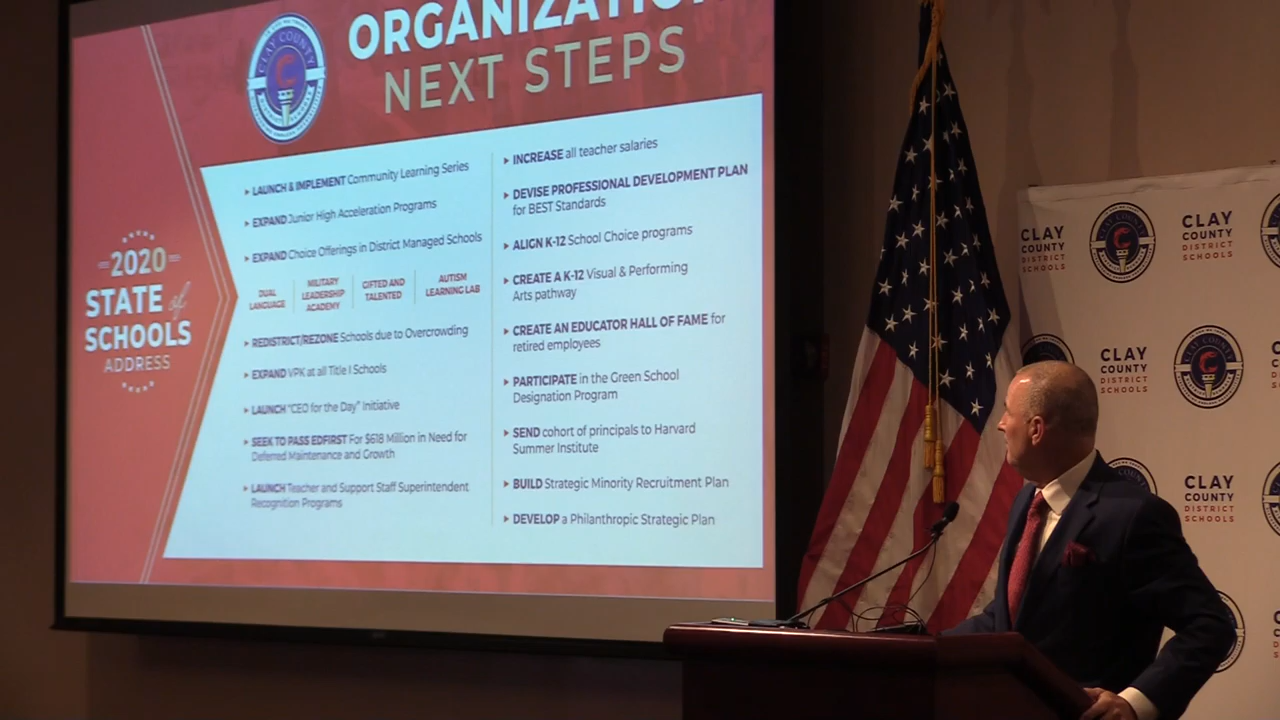 ORGANIZATION
NEXT STEPS
CLAY COUNTY
2020
STATE of
SCHOOLS
ADDRESS
LAUNCH & IMPLEMENT Community Learning Series
EXPAND Junior High Acceleration Programs
EXPAND Choice Offerings in District Managed Schools
DUAL
LANGUAGE
MILITARY
LEADERSHIP
ACADEMY
GIFTED AND
TALENTED
AUTISM
LEARNING LAB
REDISTRICT/REZONE Schools due to Overcrowding
EXPAND VPK at all Title I Schools
LAUNCH "CEO for the Day" Initiative
SEEK TO PASS EDFIRST For $618 Million in Need for
Deferred Maintenance and Growth
LAUNCH Teacher and Support Staff Superintendent
Recognition Programs
INCREASE all teacher salaries
DEVISE PROFESSIONAL DEVELOPMENT PLAN
for BEST Standards
ALIGN K-12 School Choice programs
CREATE A K-12 Visual & Performing
Arts pathway
CREATE AN EDUCATOR HALL OF FAME for
retired employees
PARTICIPATE in the Green School
Designation Program
SEND cohort of principals to Harvard
Summer Institute
BUILD Strategic Minority Recruitment Plan
DEVELOP a Philanthropic Strategic Plan
CLAY
COUNTY
DISTRICT
SCHOOLS
CLAY
COUNTY
DISTRICT
SCHOOLS
CLAY
COUNTY
DISTRICT
SCHOOLS
CLAY
COUNTY
DISTRICT
SCHOOLS